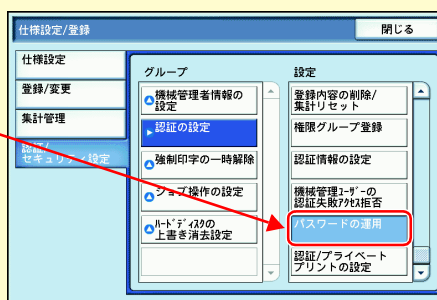 仕様設定/登録
閉じる
仕様設定
登録/変更
集計管理
認証/
セキュリティ設定
グループ
機械管理者情報の
設定
認証の設定
強制印字の一時解除
ジョブ操作の設定
ﾊｰﾄﾞﾃﾞｨｽｸの
上書き消去設定
設定
登録内容の削除/
集計リセット
権限グループ登録
認証情報の設定
機械管理ﾕｰｻﾞｰの
認証失敗ｱｸｾｽ拒否
パスワードの運用
認証/プライベート
プリントの設定